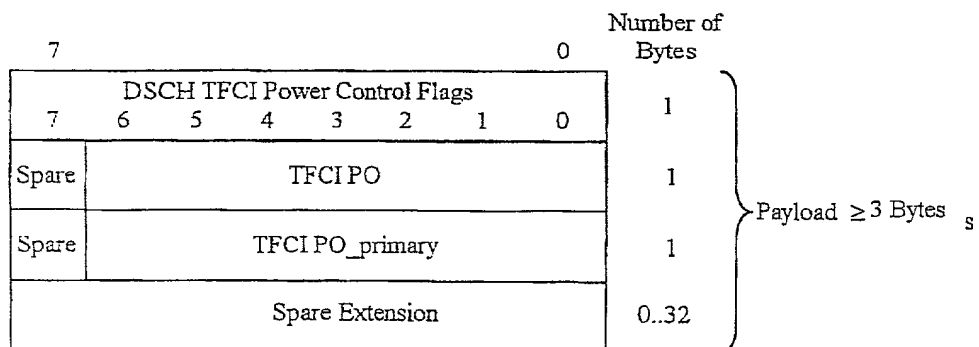 Number of
Bytes
7 0
DSCH TFCI Power Control Flags
7 6 5 4 3 2 1 0
1
Spare TFCI PO 1
Spare TFCI PO_primary 1
Spare Extension 0..32
Payload ≥ 3 Bytes
s